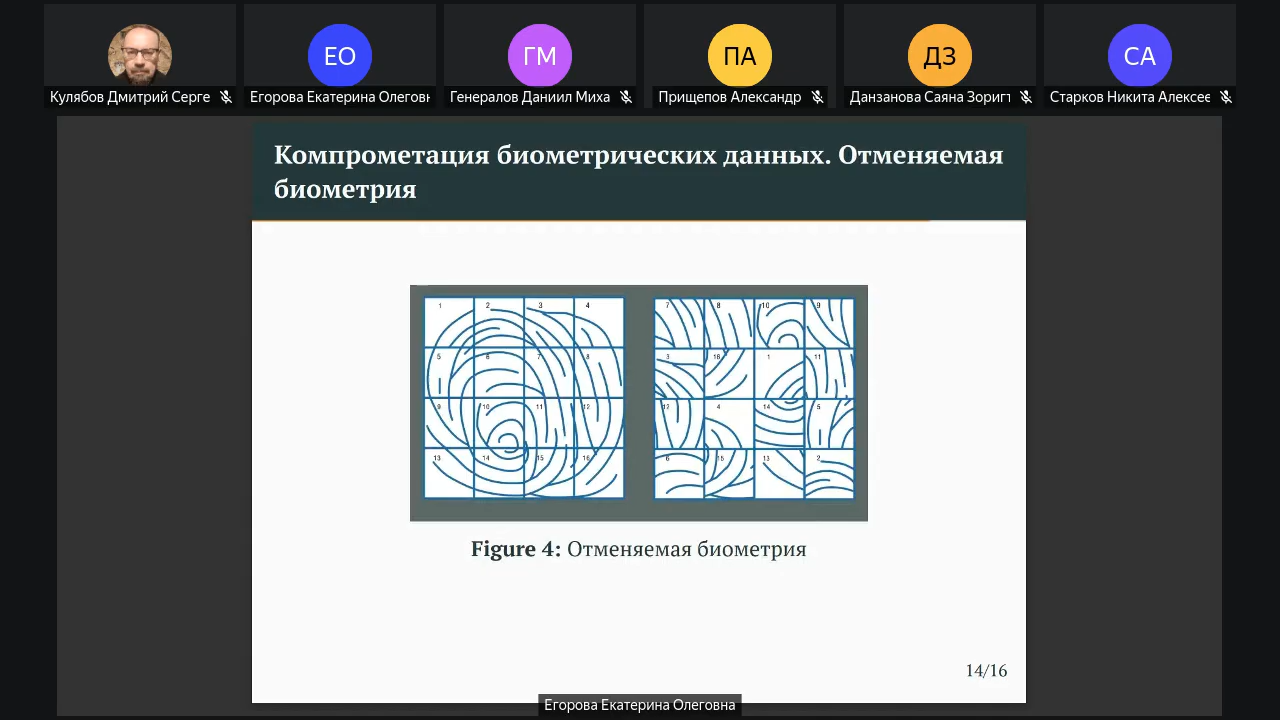 ЕО
ГМ
ПА
ДЗ
СА
Кулябов Дмитрий Серге
Егорова Екатерина Олегові
Генералов Даниил Миха
Прищепов Александр
Данзанова Саяна Зориг
Старков Никита Алексее
Компрометация биометрических данных. Отменяемая
биометрия
1 2 3 4
5 6 7 8
9 10 11 12
13 14 15 16
7 8 10 9
3 16 1 11
12 4 14 5
6 15 13 2
Figure 4: Отменяемая биометрия
14/16
Егорова Екатерина Олеговна